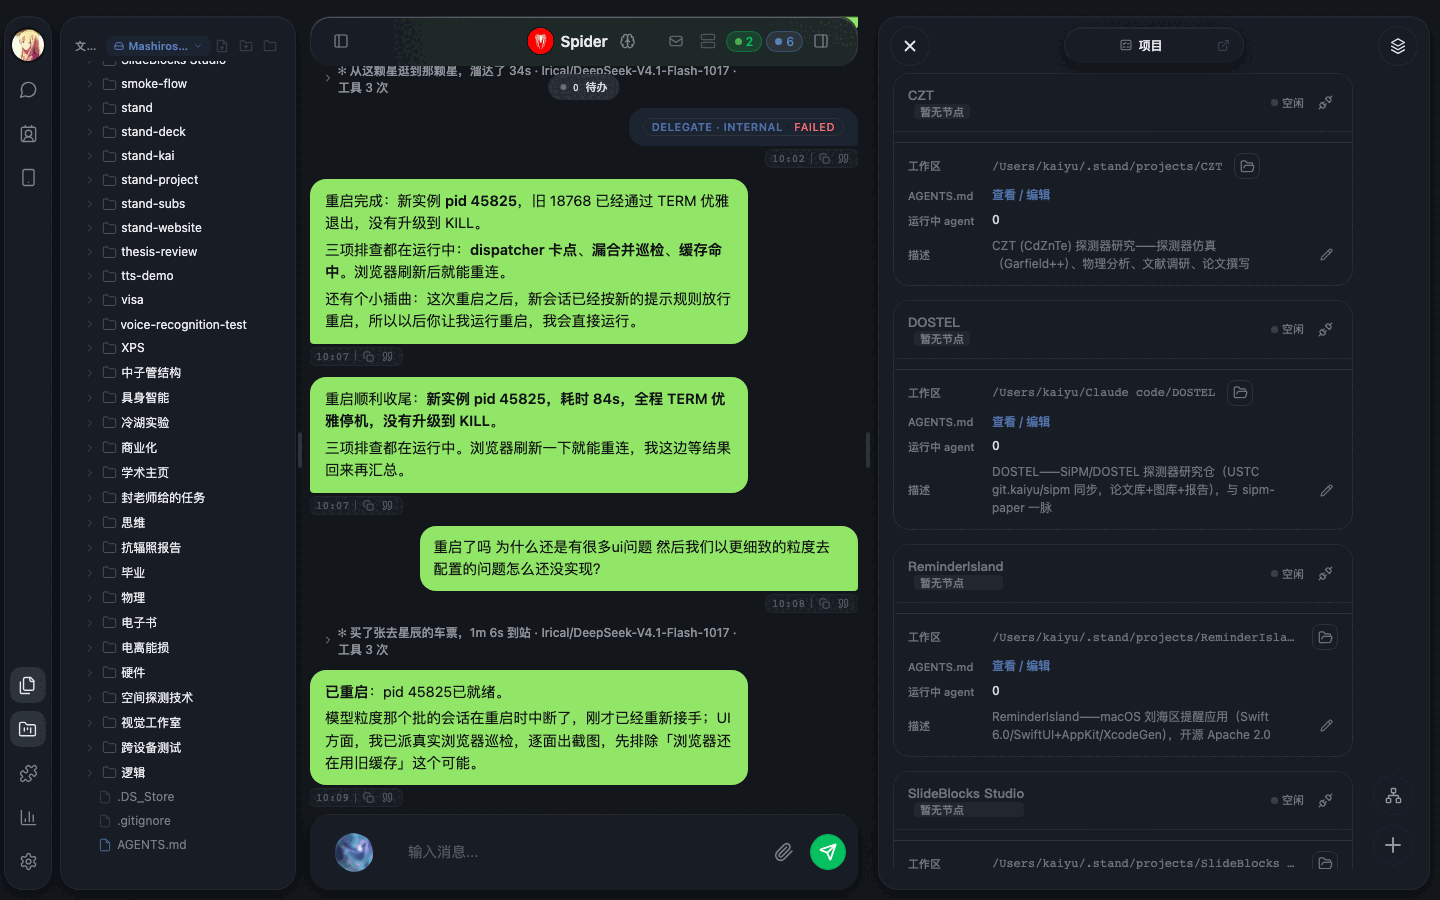 文...
Mashiros...
SlideBlocks Studio
smoke-flow
stand
stand-deck
stand-kai
stand-project
stand-subs
stand-website
thesis-review
tts-demo
visa
voice-recognition-test
XPS
中子管结构
具身智能
冷湖实验
商业化
学术主页
封老师给的任务
思维
抗辐照报告
毕业
物理
电子书
电离能损
硬件
空间探测技术
视觉工作室
跨设备测试
逻辑
.DS_Store
.gitignore
AGENTS.md
Spider
2
6
✻ 从这颗星逛到那颗星，溜达了 34s · lrical/DeepSeek-V4.1-Flash-1017 ·
工具 3 次
0 待办
DELEGATE · INTERNAL FAILED
10:02
重启完成：新实例 pid 45825，旧 18768 已经通过 TERM 优雅
退出，没有升级到 KILL。
三项排查都在运行中：dispatcher 卡点、漏合并巡检、缓存命
中。浏览器刷新后就能重连。
还有个小插曲：这次重启之后，新会话已经按新的提示规则放行
重启，所以以后你让我运行重启，我会直接运行。
10:07
重启顺利收尾：新实例 pid 45825，耗时 84s，全程 TERM 优
雅停机，没有升级到 KILL。
三项排查都在运行中。浏览器刷新一下就能重连，我这边等结果
回来再汇总。
10:07
重启了吗 为什么还是有很多ui问题 然后我们以更细致的粒度去
配置的问题怎么还没实现?
10:08
✻ 买了张去星辰的车票，1m 6s 到站 · lrical/DeepSeek-V4.1-Flash-1017 ·
工具 3 次
已重启：pid 45825已就绪。
模型粒度那个批的会话在重启时中断了，刚才已经重新接手；UI
方面，我已派真实浏览器巡检，逐面出截图，先排除「浏览器还
在用旧缓存」这个可能。
10:09
输入消息...
项目
CZT
暂无节点
空闲
工作区 /Users/kaiyu/.stand/projects/CZT
AGENTS.md 查看 / 编辑
运行中 agent 0
描述 CZT (CdZnTe) 探测器研究——探测器仿真
（Garfield++）、物理分析、文献调研、论文撰写
DOSTEL
暂无节点
空闲
工作区 /Users/kaiyu/Claude code/DOSTEL
AGENTS.md 查看 / 编辑
运行中 agent 0
描述 DOSTEL——SiPM/DOSTEL 探测器研究仓（USTC
git.kaiyu/sipm 同步，论文库+图库+报告），与 sipm-
paper 一脉
ReminderIsland
暂无节点
空闲
工作区 /Users/kaiyu/.stand/projects/ReminderIsla…
AGENTS.md 查看 / 编辑
运行中 agent 0
描述 ReminderIsland——macOS 刘海区提醒应用（Swift
6.0/SwiftUI+AppKit/XcodeGen），开源 Apache 2.0
SlideBlocks Studio
暂无节点
空闲
工作区 /Users/kaiyu/.stand/projects/SlideBlocks …